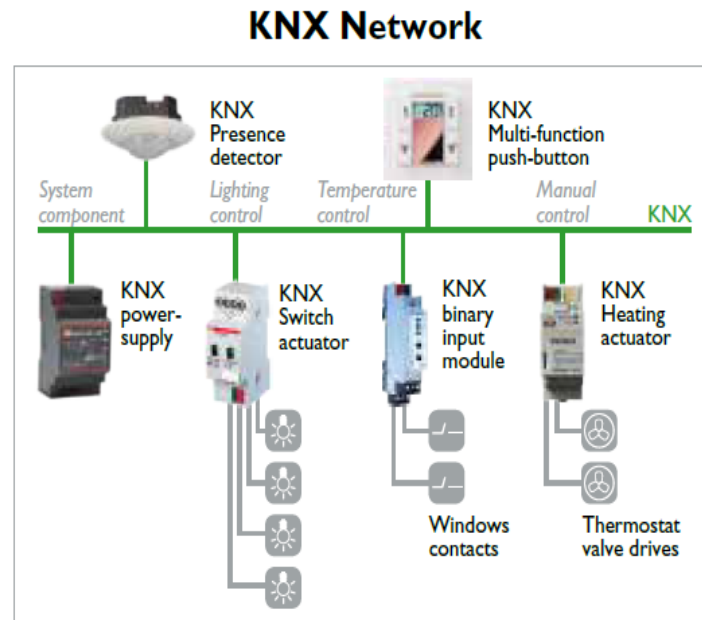 KNX Network
KNX
Presence
detector
KNX
Multi-function
push-button
System
component
Lighting
control
Temperature
control
Manual
control
KNX
KNX
power-
supply
KNX
Switch
actuator
KNX
binary
input
module
KNX
Heating
actuator
Windows
contacts
Thermostat
valve drives